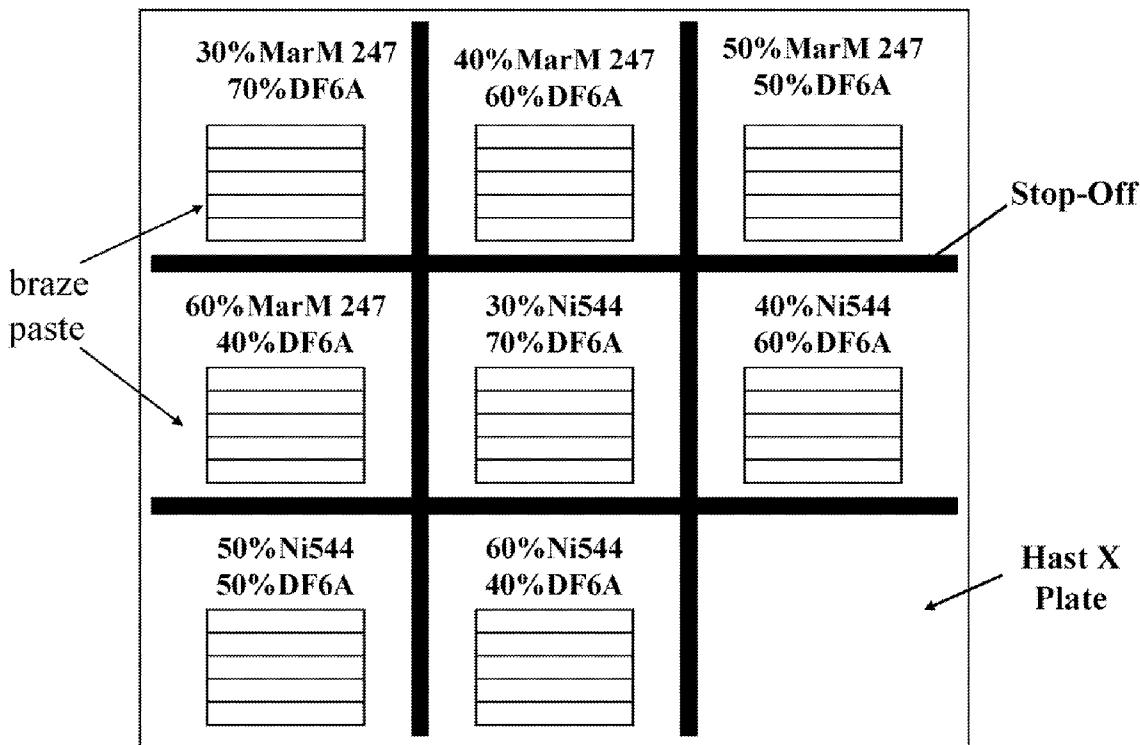 30%MarM 247
70%DF6A
40%MarM 247
60%DF6A
50%MarM 247
50%DF6A
Stop-Off
braze
paste
60%MarM 247
40%DF6A
30%Ni544
70%DF6A
40%Ni544
60%DF6A
50%Ni544
50%DF6A
60%Ni544
40%DF6A
Hast X
Plate